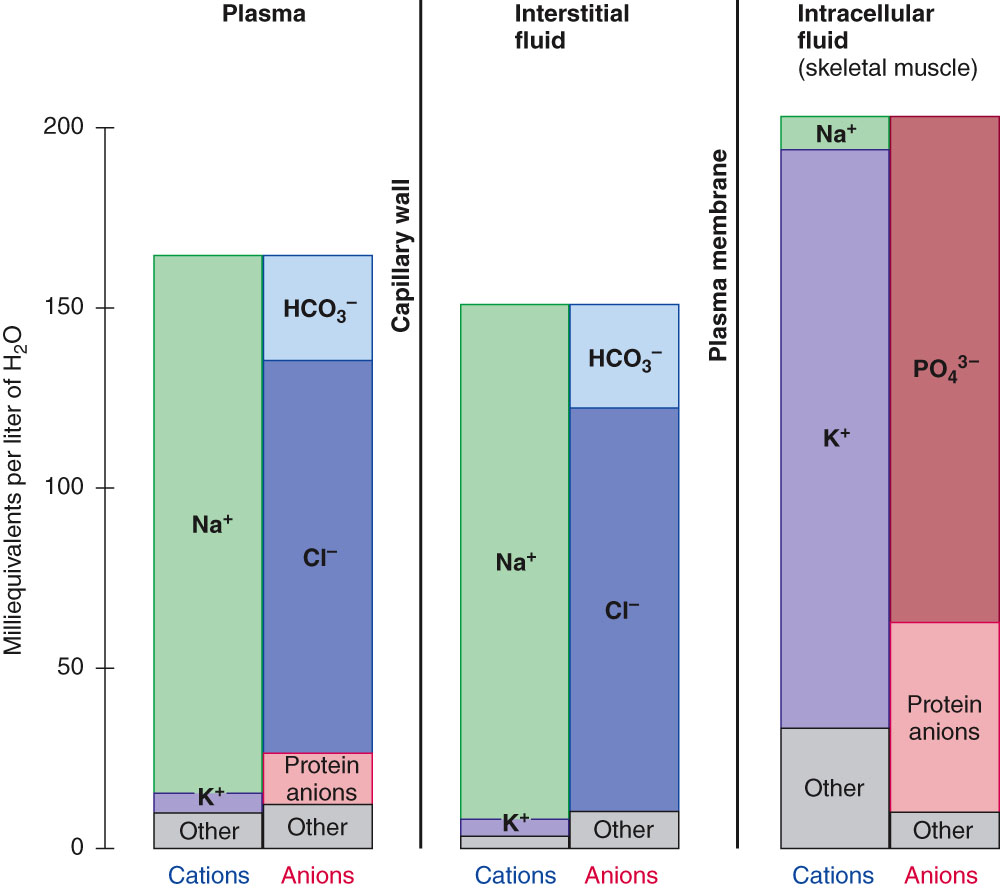 Plasma
Interstitial
fluid
Intracellular
fluid
(skeletal muscle)
Milliequivalents per liter of H₂O
200
150
100
50
0
Capillary wall
Plasma membrane
Na⁺
K⁺
Other
HCO₃⁻
Cl⁻
Protein
anions
Other
Cations
Anions
Na⁺
K⁺
HCO₃⁻
Cl⁻
Other
Cations
Anions
Na⁺
K⁺
Other
PO₄³⁻
Protein
anions
Other
Cations
Anions